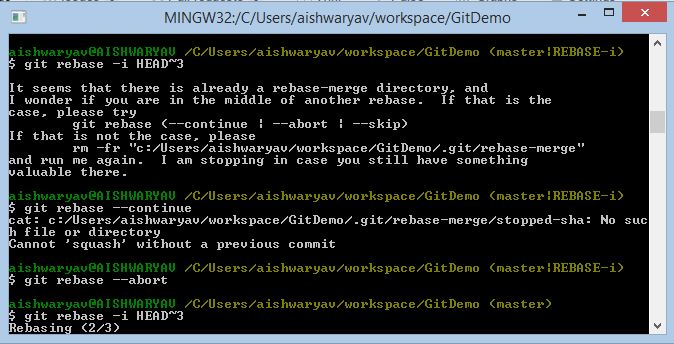 MINGW32:/C/Users/aishwaryav/workspace/GitDemo
aishwaryav@AISHWARYAV /C/Users/aishwaryav/workspace/GitDemo (master|REBASE-i)
$ git rebase -i HEAD~3
It seems that there is already a rebase-merge directory, and
I wonder if you are in the middle of another rebase.  If that is the
case, please try
        git rebase (--continue | --abort | --skip)
If that is not the case, please
        rm -fr "c:/Users/aishwaryav/workspace/GitDemo/.git/rebase-merge"
and run me again.  I am stopping in case you still have something
valuable there.
aishwaryav@AISHWARYAV /C/Users/aishwaryav/workspace/GitDemo (master|REBASE-i)
$ git rebase --continue
cat: c:/Users/aishwaryav/workspace/GitDemo/.git/rebase-merge/stopped-sha: No suc
h file or directory
Cannot 'squash' without a previous commit
aishwaryav@AISHWARYAV /C/Users/aishwaryav/workspace/GitDemo (master|REBASE-i)
$ git rebase --abort
aishwaryav@AISHWARYAV /C/Users/aishwaryav/workspace/GitDemo (master)
$ git rebase -i HEAD~3
Rebasing (2/3)